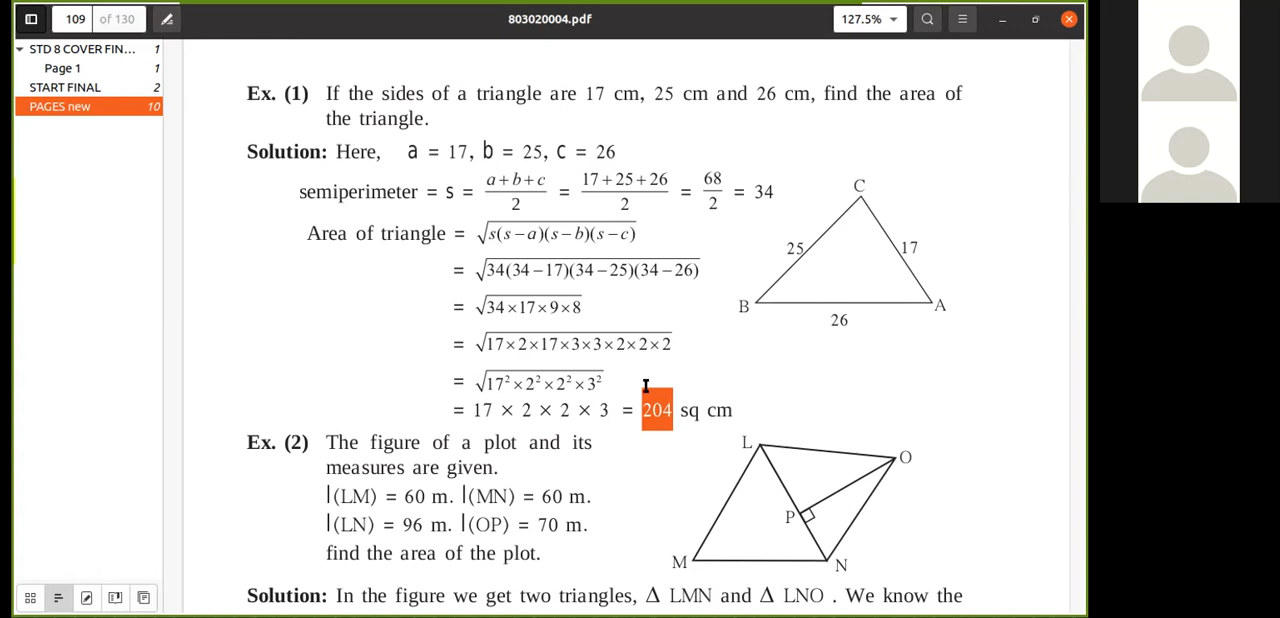 109 of 130
803020004.pdf
127.5%
STD 8 COVER FIN... 1
Page 1 1
START FINAL 2
PAGES new 10
Ex. (1) If the sides of a triangle are 17 cm, 25 cm and 26 cm, find the area of
the triangle.
Solution: Here, a = 17, b = 25, c = 26
semiperimeter = s = (a+b+c)/2 = (17+25+26)/2 = 68/2 = 34
Area of triangle = √s(s−a)(s−b)(s−c)
= √34(34−17)(34−25)(34−26)
= √34×17×9×8
= √17×2×17×3×3×2×2×2
= √17²×2²×2²×3²
= 17 × 2 × 2 × 3 = 204 sq cm
C
25
17
B
A
26
Ex. (2) The figure of a plot and its
measures are given.
l(LM) = 60 m. l(MN) = 60 m.
l(LN) = 96 m. l(OP) = 70 m.
find the area of the plot.
L
O
P
M
N
Solution: In the figure we get two triangles, Δ LMN and Δ LNO . We know the